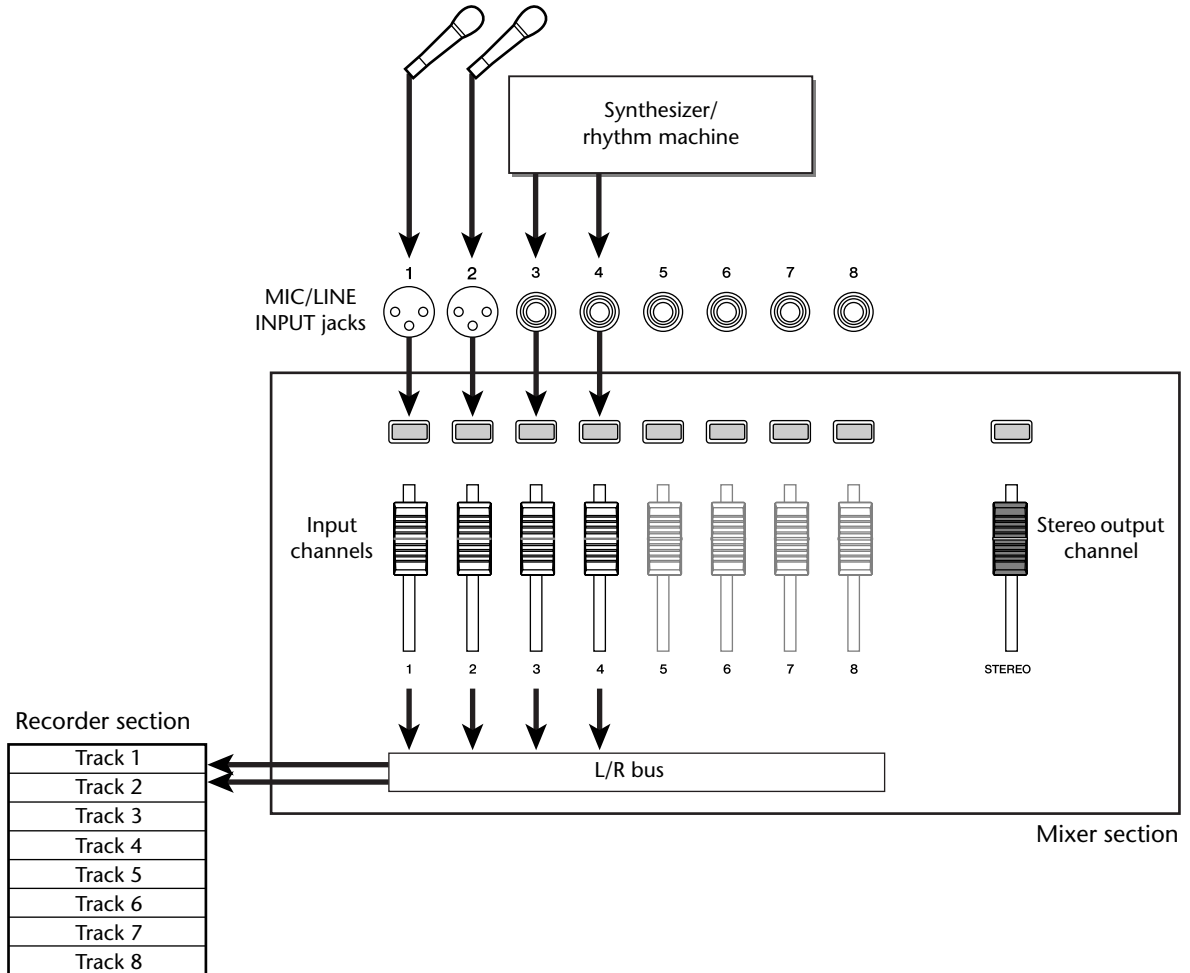 Synthesizer/
rhythm machine
1 2 3 4 5 6 7 8
MIC/LINE
INPUT jacks
Input
channels
Stereo output
channel
1 2 3 4 5 6 7 8 STEREO
Recorder section
Track 1
Track 2
Track 3
Track 4
Track 5
Track 6
Track 7
Track 8
L/R bus
Mixer section